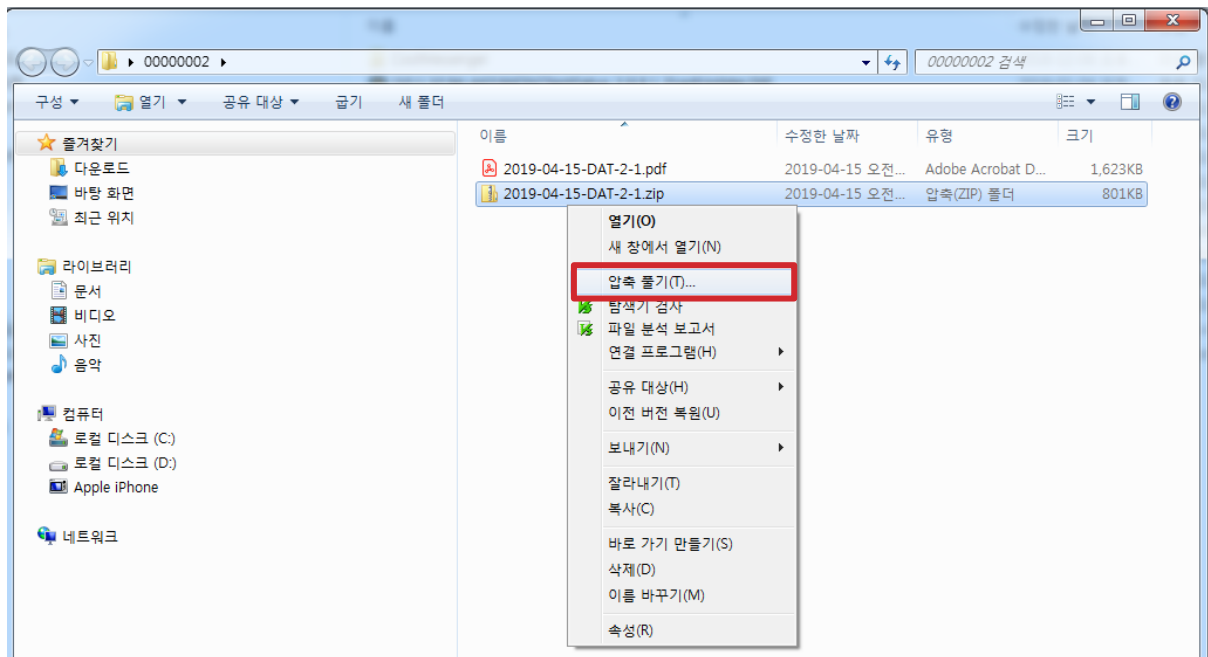 00000002
00000002 검색
구성 열기 공유 대상 굽기 새 폴더
이름 수정한 날짜 유형 크기
즐겨찾기
다운로드
바탕 화면
최근 위치
라이브러리
문서
비디오
사진
음악
컴퓨터
로컬 디스크 (C:)
로컬 디스크 (D:)
Apple iPhone
네트워크
2019-04-15-DAT-2-1.pdf 2019-04-15 오전... Adobe Acrobat D... 1,623KB
2019-04-15-DAT-2-1.zip 2019-04-15 오전... 압축(ZIP) 폴더 801KB
열기(O)
새 창에서 열기(N)
압축 풀기(T)...
탐색기 검사
파일 분석 보고서
연결 프로그램(H)
공유 대상(H)
이전 버전 복원(U)
보내기(N)
잘라내기(T)
복사(C)
바로 가기 만들기(S)
삭제(D)
이름 바꾸기(M)
속성(R)